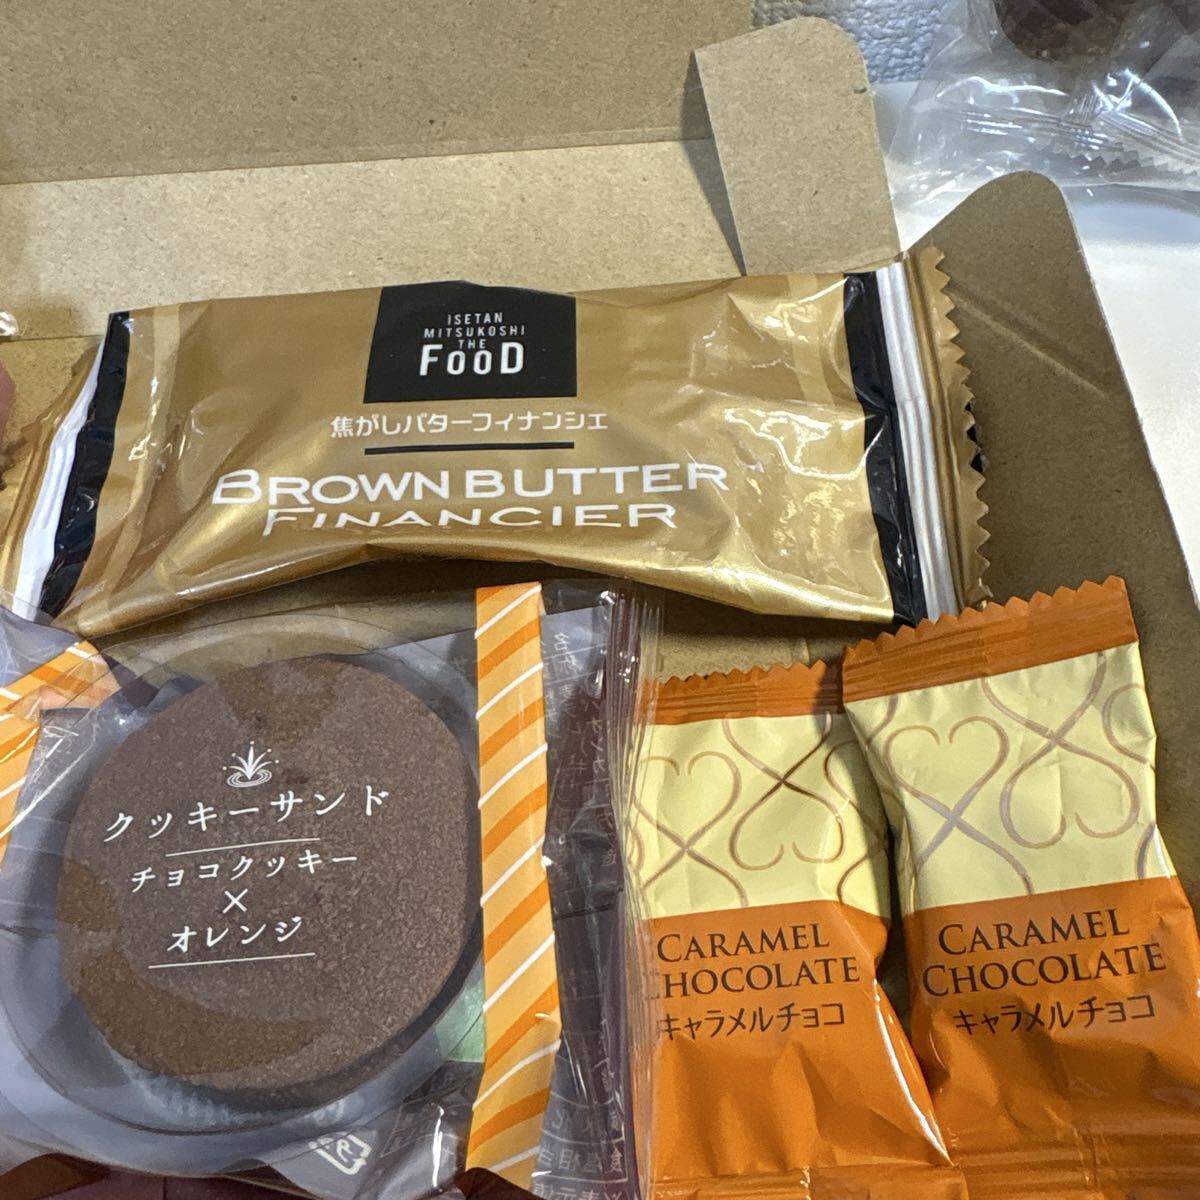 ISETAN
MITSUKOSHI
THE
FOOD
焦がしバターフィナンシェ
BROWN BUTTER
FINANCIER
クッキーサンド
チョコクッキー
×
オレンジ
CARAMEL
CHOCOLATE
キャラメルチョコ
CARAMEL
CHOCOLATE
キャラメルチョコ